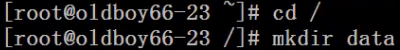 [root@oldboy66-23 ~]# cd /
[root@oldboy66-23 /]# mkdir data